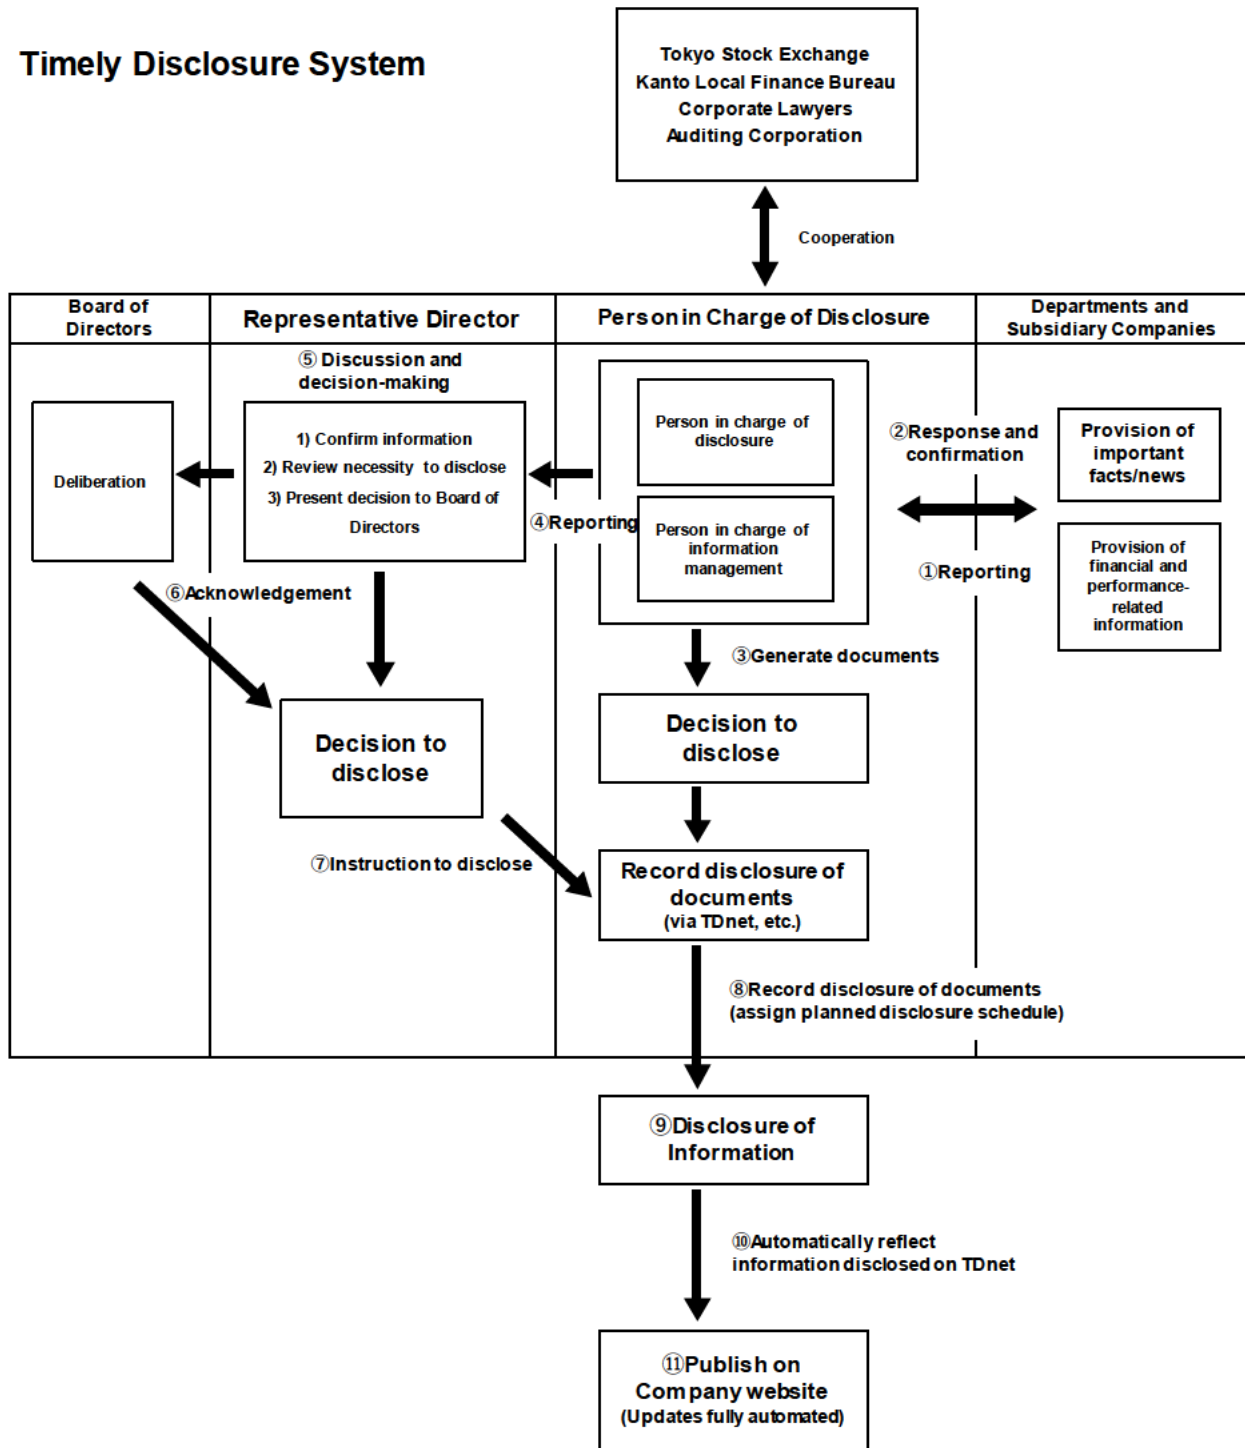 Timely Disclosure System
Tokyo Stock Exchange
Kanto Local Finance Bureau
Corporate Lawyers
Auditing Corporation
Cooperation
Board of
Directors
Representative Director
Person in Charge of Disclosure
Departments and
Subsidiary Companies
⑤ Discussion and
decision-making
Deliberation
1) Confirm information
2) Review necessity to disclose
3) Present decision to Board of
Directors
④Reporting
Person in charge of
disclosure
Person in charge of
information
management
②Response and
confirmation
①Reporting
Provision of
important
facts/news
Provision of
financial and
performance-
related
information
⑥Acknowledgement
③Generate documents
Decision to
disclose
Decision to
disclose
⑦Instruction to disclose
Record disclosure of
documents
(via TDnet, etc.)
⑧Record disclosure of documents
(assign planned disclosure schedule)
⑨Disclosure of
Information
⑩Automatically reflect
information disclosed on TDnet
⑪Publish on
Company website
(Updates fully automated)